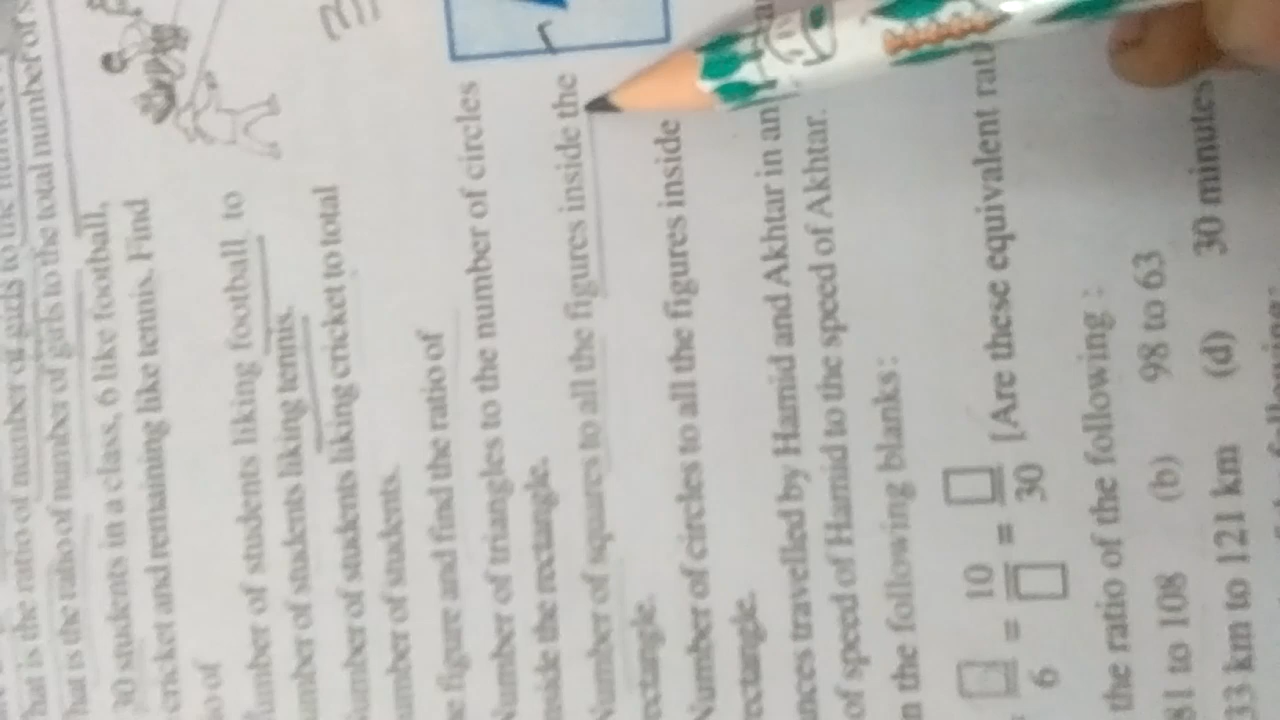 hat is the ratio of number of girls to the
hat is the ratio of number of girls to the total number of s
30 students in a class, 6 like football,
cricket and remaining like tennis. Find
io of
umber of students liking football to
umber of students liking tennis.
umber of students liking cricket to total
umber of students.
e figure and find the ratio of
Number of triangles to the number of circles
nside the rectangle.
Number of squares to all the figures inside the
rectangle.
Number of circles to all the figures inside
rectangle.
nces travelled by Hamid and Akhtar in an
of speed of Hamid to the speed of Akhtar.
n the following blanks:
□/6 = 10/□ = □/30 [Are these equivalent rati
the ratio of the following :
81 to 108 (b) 98 to 63
33 km to 121 km (d) 30 minutes